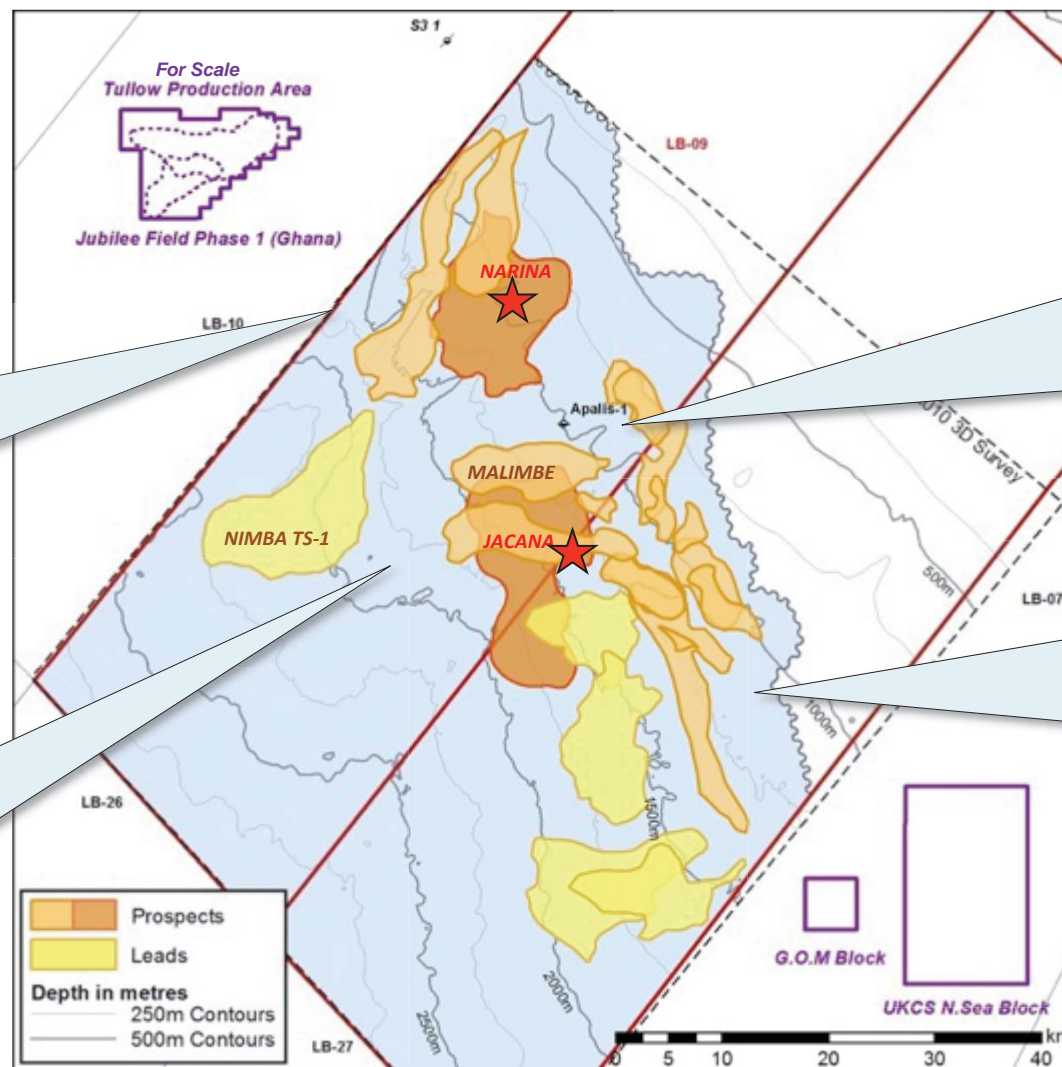 S3 1
For Scale
Tullow Production Area
Jubilee Field Phase 1 (Ghana)
LB-09
NARINA
LB-10
Apalis-1
010 3D Survey
MALIMBE
NIMBA TS-1
JACANA
500m
LB-07
1000m
LB-26
1500m
Prospects
Leads
Depth in metres
250m Contours
500m Contours
G.O.M Block
UKCS N.Sea Block
2000m
2500m
LB-27
km
0 5 10 20 30 40